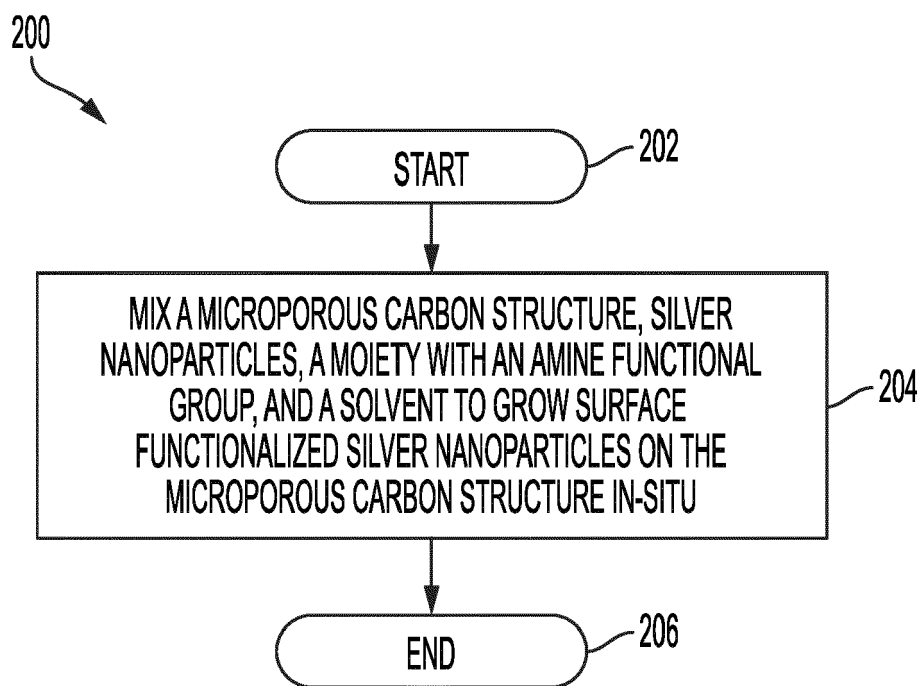 200
START
202
MIX A MICROPOROUS CARBON STRUCTURE, SILVER
NANOPARTICLES, A MOIETY WITH AN AMINE FUNCTIONAL
GROUP, AND A SOLVENT TO GROW SURFACE
FUNCTIONALIZED SILVER NANOPARTICLES ON THE
MICROPOROUS CARBON STRUCTURE IN-SITU
204
END
206